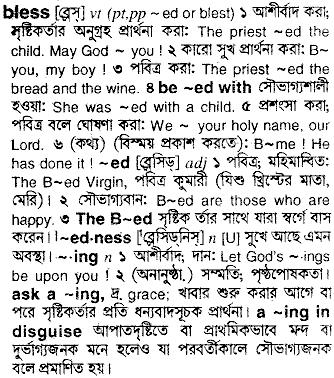 bless [ব্লেস্] vt (pt.pp ~ed or blest) ১ আশীর্বাদ করা;
সৃষ্টিকর্তার অনুগ্রহ প্রার্থনা করা: The priest ~ed the
child. May God ~ you ! ২ কারো সুখ প্রার্থনা করা: B~
you, my boy ! ৩ পবিত্র করা: The priest ~ed the
bread and the wine. ৪ be ~ed with সৌভাগ্যশালী
হওয়া: She was ~ed with a child. ৫ প্রশংসা করা,
পবিত্র বলে ঘোষণা করা: We ~ your holy name, our
Lord. ৬ (কথ্য) (বিস্ময় প্রকাশ করতে): B~me ! He
has done it ! ~ed [ব্লেসিড্] adj ১ পবিত্র; মহিমান্বিত:
The B~ed Virgin, পবিত্র কুমারী (যিশু খ্রিস্টের মাতা,
মেরি)। ২ সৌভাগ্যবান: B~ed are those who are
happy. ৩ The B~ed সৃষ্টিক র্তার সাথে যারা স্বর্গে বাস
করেন। ~ed·ness [ব্লেসিড্‌নিস্] n [U] সুখে আছে এমন
অবস্থা। ~·ing n ১ আশীর্বাদ; দান: Let God's ~·ings
be upon you ! ২ (অনানুষ্ঠা.) সম্মতি; পৃষ্ঠপোষকতা।
ask a ~ing, দ্র. grace; খাবার শুরু করার আগে বা
পরে সৃষ্টিকর্তার প্রতি ধন্যবাদসূচক প্রার্থনা। a ~ing in
disguise আপাতদৃষ্টিতে বা প্রাথমিকভাবে মন্দ বা
দুর্ভাগ্যজনক মনে হলেও যা পরবর্তীকালে সৌভাগ্যজনক
বলে প্রমাণিত হয়।